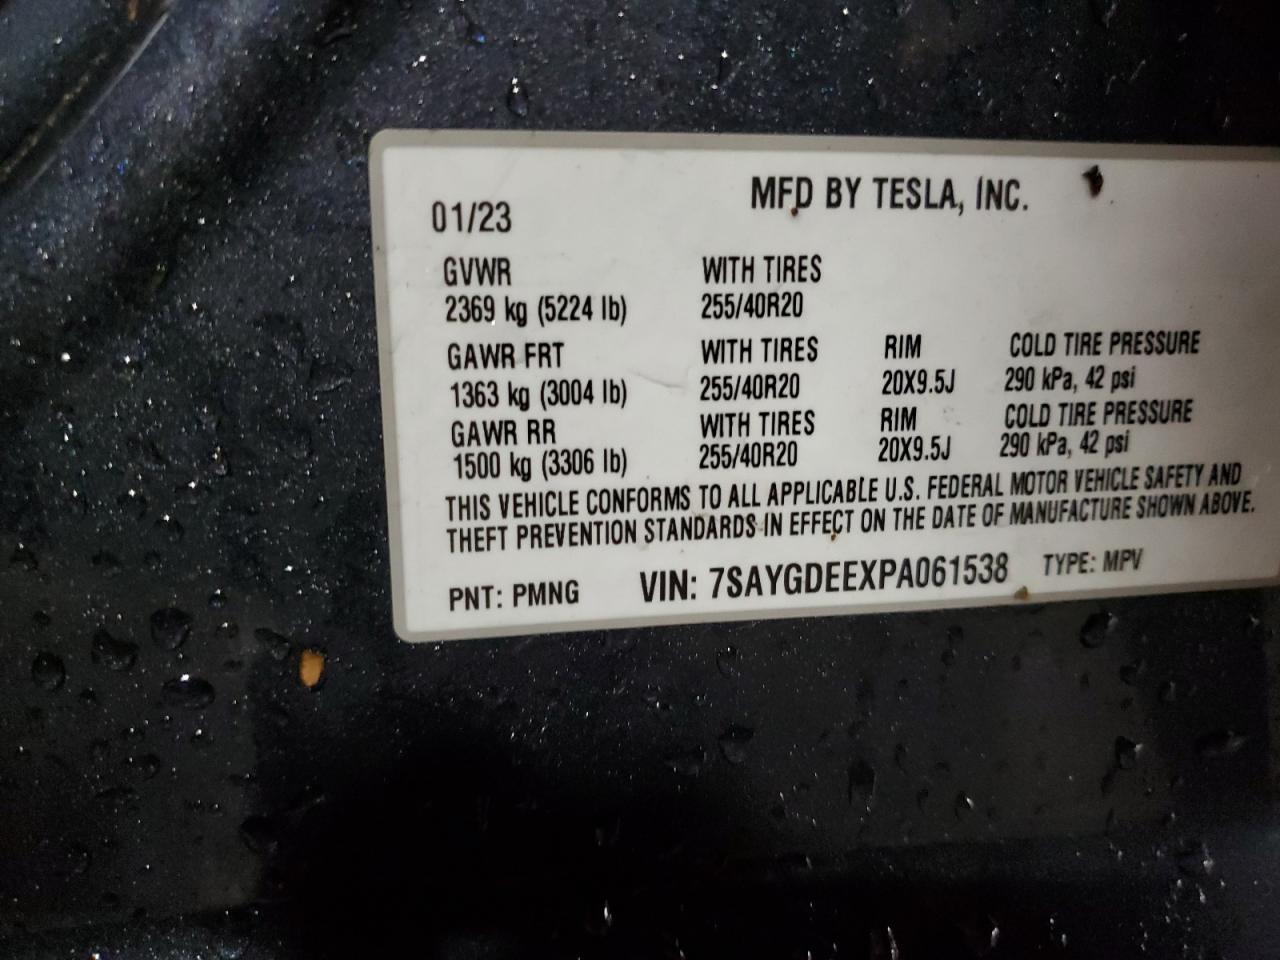 MFD BY TESLA, INC.
01/23
GVWR WITH TIRES
2369 kg (5224 lb) 255/40R20
GAWR FRT WITH TIRES RIM COLD TIRE PRESSURE
1363 kg (3004 lb) 255/40R20 20X9.5J 290 kPa, 42 psi
GAWR RR WITH TIRES RIM COLD TIRE PRESSURE
1500 kg (3306 lb) 255/40R20 20X9.5J 290 kPa, 42 psi
THIS VEHICLE CONFORMS TO ALL APPLICABLE U.S. FEDERAL MOTOR VEHICLE SAFETY AND
THEFT PREVENTION STANDARDS IN EFFECT ON THE DATE OF MANUFACTURE SHOWN ABOVE.
PNT: PMNG VIN: 7SAYGDEEXPA061538 TYPE: MPV